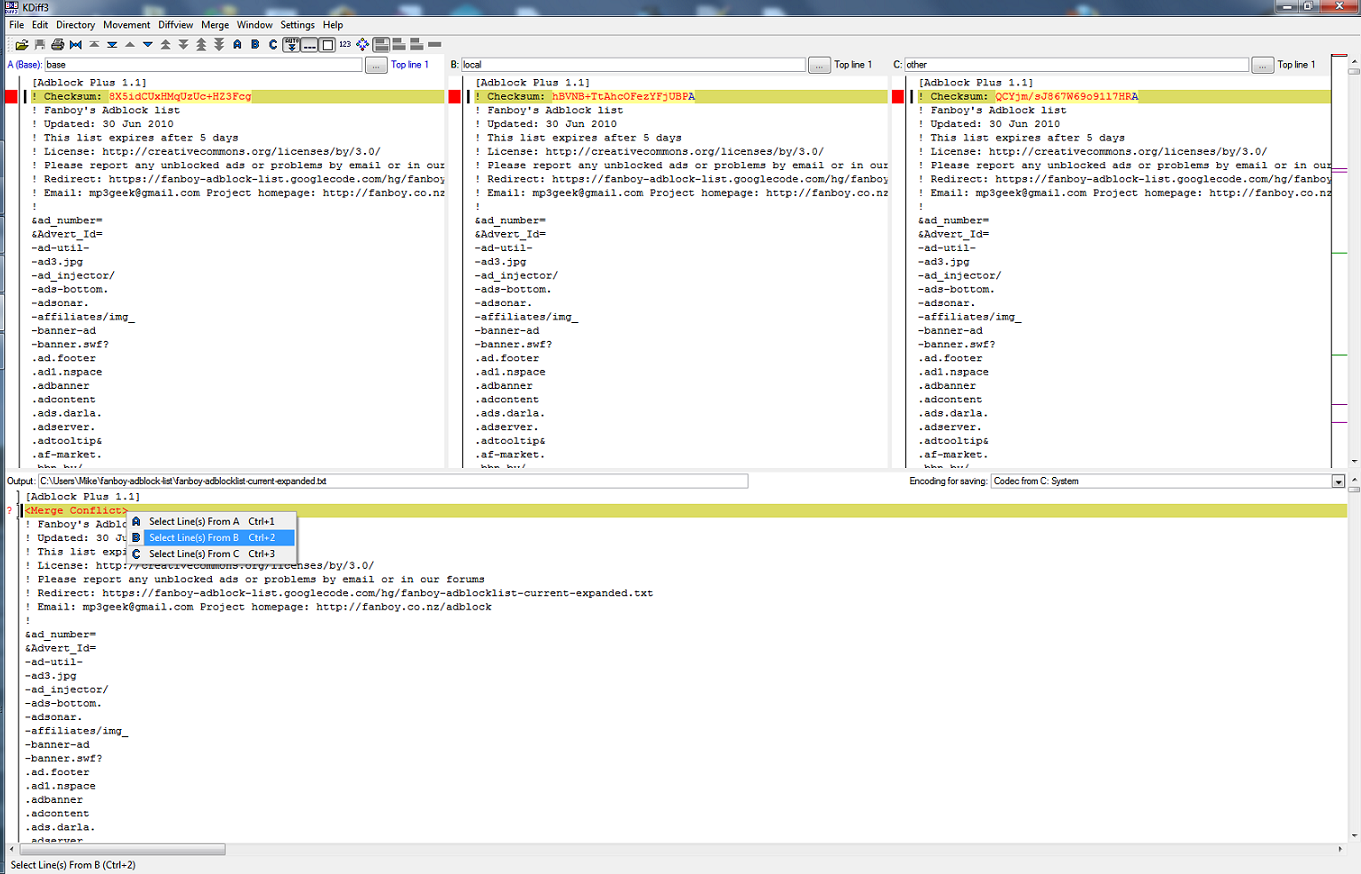 KDiff3
File Edit Directory Movement Diffview Merge Window Settings Help
A B C AUTO 123
A (Base): base ... Top line 1
[Adblock Plus 1.1]
! Checksum: 8X5idCUxHMqUzUc+HZ3Fcg
! Fanboy's Adblock list
! Updated: 30 Jun 2010
! This list expires after 5 days
! License: http://creativecommons.org/licenses/by/3.0/
! Please report any unblocked ads or problems by email or in our
! Redirect: https://fanboy-adblock-list.googlecode.com/hg/fanboy
! Email: mp3geek@gmail.com Project homepage: http://fanboy.co.nz
!
&ad_number=
&Advert_Id=
-ad-util-
-ad3.jpg
-ad_injector/
-ads-bottom.
-adsonar.
-affiliates/img_
-banner-ad
-banner.swf?
.ad.footer
.ad1.nspace
.adbanner
.adcontent
.ads.darla.
.adserver.
.adtooltip&
.af-market.
B: local ... Top line 1
[Adblock Plus 1.1]
! Checksum: hBVNB+TtAhcOFezYFjUBPA
! Fanboy's Adblock list
! Updated: 30 Jun 2010
! This list expires after 5 days
! License: http://creativecommons.org/licenses/by/3.0/
! Please report any unblocked ads or problems by email or in our
! Redirect: https://fanboy-adblock-list.googlecode.com/hg/fanboy
! Email: mp3geek@gmail.com Project homepage: http://fanboy.co.nz
!
&ad_number=
&Advert_Id=
-ad-util-
-ad3.jpg
-ad_injector/
-ads-bottom.
-adsonar.
-affiliates/img_
-banner-ad
-banner.swf?
.ad.footer
.ad1.nspace
.adbanner
.adcontent
.ads.darla.
.adserver.
.adtooltip&
.af-market.
C: other ... Top line 1
[Adblock Plus 1.1]
! Checksum: QCYjm/sJ867W69o91l7HRA
! Fanboy's Adblock list
! Updated: 30 Jun 2010
! This list expires after 5 days
! License: http://creativecommons.org/licenses/by/3.0/
! Please report any unblocked ads or problems by email or in our
! Redirect: https://fanboy-adblock-list.googlecode.com/hg/fanboy
! Email: mp3geek@gmail.com Project homepage: http://fanboy.co.nz
!
&ad_number=
&Advert_Id=
-ad-util-
-ad3.jpg
-ad_injector/
-ads-bottom.
-adsonar.
-affiliates/img_
-banner-ad
-banner.swf?
.ad.footer
.ad1.nspace
.adbanner
.adcontent
.ads.darla.
.adserver.
.adtooltip&
.af-market.
Output: C:\Users\Mike\fanboy-adblock-list\fanboy-adblocklist-current-expanded.txt Encoding for saving: Codec from C: System
[Adblock Plus 1.1]
? <Merge Conflict>
A Select Line(s) From A Ctrl+1
B Select Line(s) From B Ctrl+2
C Select Line(s) From C Ctrl+3
! Fanboy's Adblo
! Updated: 30 Ju
! This list expi
! License: http://creativecommons.org/licenses/by/3.0/
! Please report any unblocked ads or problems by email or in our forums
! Redirect: https://fanboy-adblock-list.googlecode.com/hg/fanboy-adblocklist-current-expanded.txt
! Email: mp3geek@gmail.com Project homepage: http://fanboy.co.nz/adblock
!
&ad_number=
&Advert_Id=
-ad-util-
-ad3.jpg
-ad_injector/
-ads-bottom.
-adsonar.
-affiliates/img_
-banner-ad
-banner.swf?
.ad.footer
.ad1.nspace
.adbanner
.adcontent
.ads.darla.
.adserver
Select Line(s) From B (Ctrl+2)